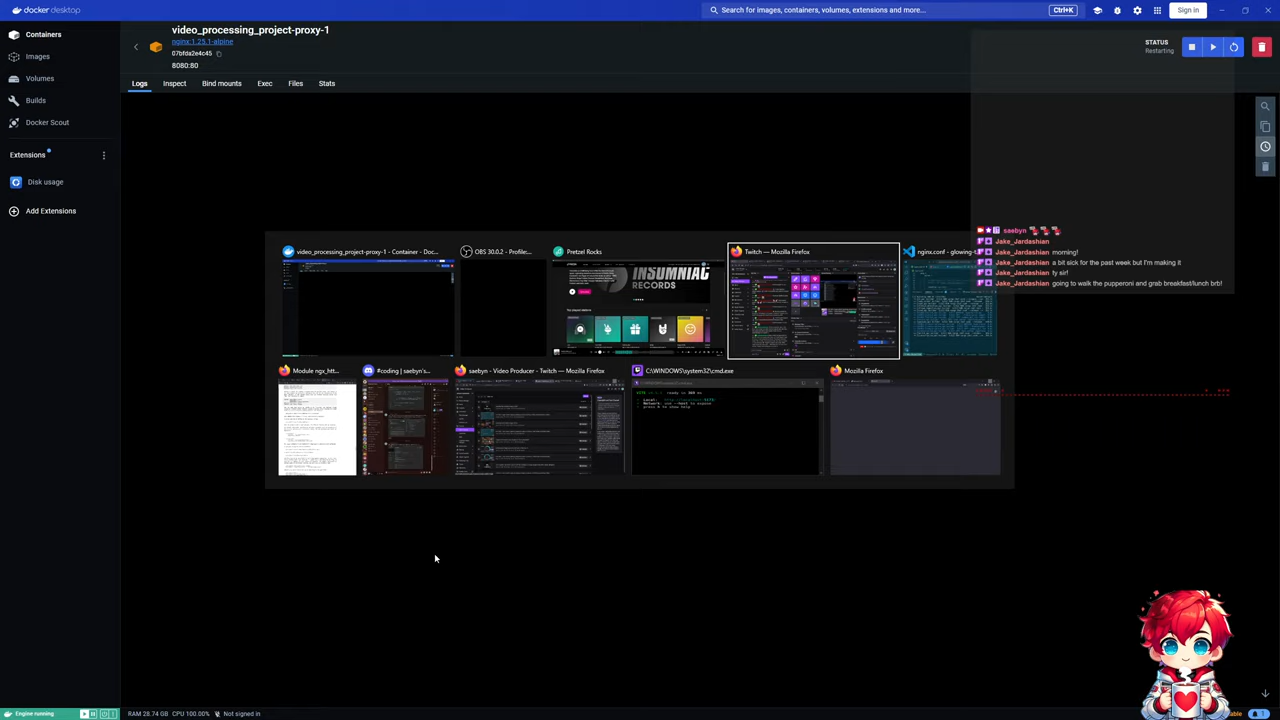 docker desktop
Search for images, containers, volumes, extensions and more...
Ctrl+K
Sign in
Containers
Images
Volumes
Builds
Docker Scout
Extensions
Disk usage
Add Extensions
video_processing_project-proxy-1
nginx:1.25.1-alpine
07bfda2e4c45
8080:80
STATUS
Restarting
Logs
Inspect
Bind mounts
Exec
Files
Stats
video_processing_project-proxy-1 - Container - Doc...
OBS 30.0.2 - Profile:...
Pretzel Rocks
Twitch — Mozilla Firefox
nginx.conf - glowing-t
INSOMNIAC
RECORDS
Module ngx_htt...
#coding | saebyn's...
saebyn - Video Producer - Twitch — Mozilla Firefox
C:\WINDOWS\system32\cmd.exe
Mozilla Firefox
saebyn
Jake_Jardashian
Jake_Jardashian morning!
Jake_Jardashian a bit sick for the past week but I'm making it
Jake_Jardashian ty sir!
Jake_Jardashian going to walk the pupperoni and grab breakfast/lunch brb!
Engine running
RAM 28.74 GB CPU 100.00%
Not signed in